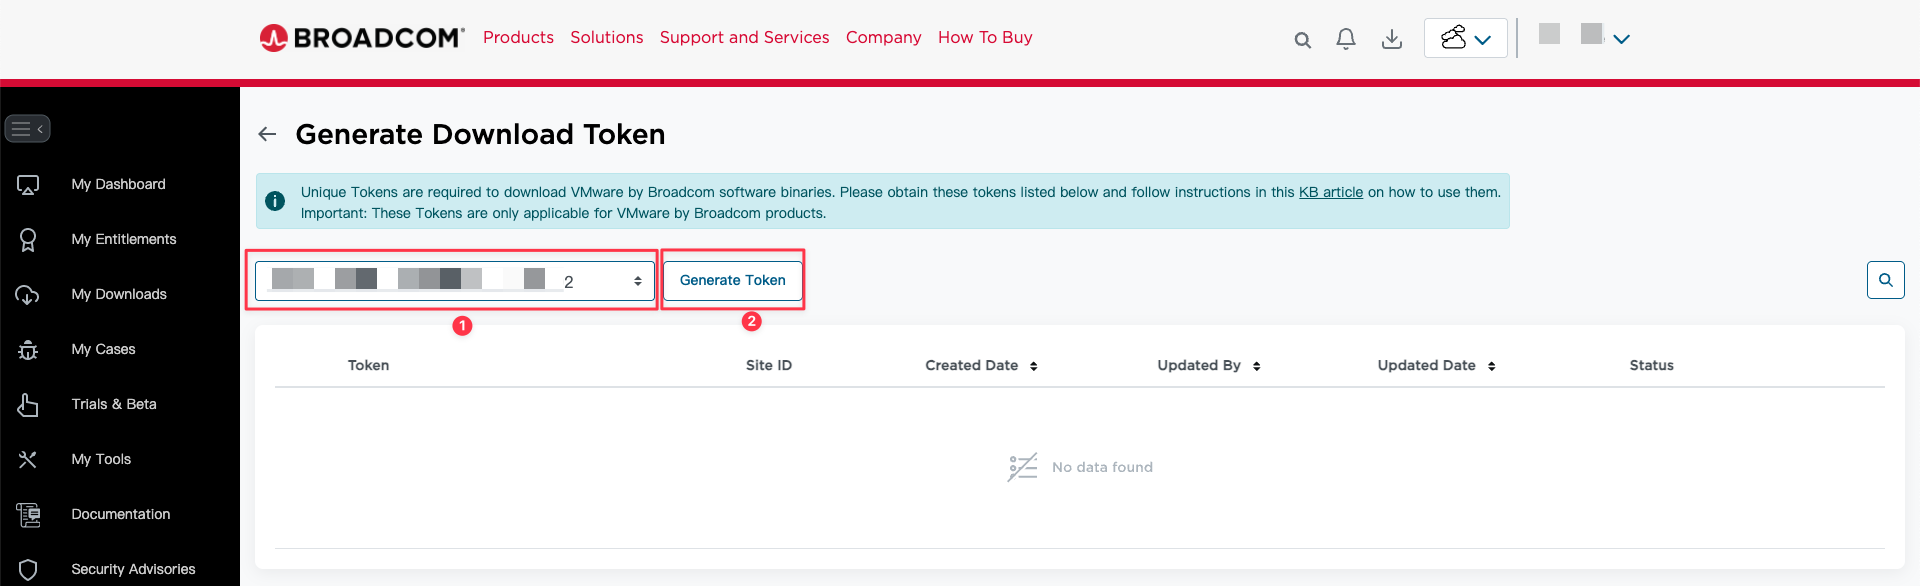 BROADCOM Products Solutions Support and Services Company How To Buy
Generate Download Token
Unique Tokens are required to download VMware by Broadcom software binaries. Please obtain these tokens listed below and follow instructions in this KB article on how to use them.
Important: These Tokens are only applicable for VMware by Broadcom products.
2 Generate Token
1 2
Token Site ID Created Date Updated By Updated Date Status
No data found
My Dashboard
My Entitlements
My Downloads
My Cases
Trials & Beta
My Tools
Documentation
Security Advisories